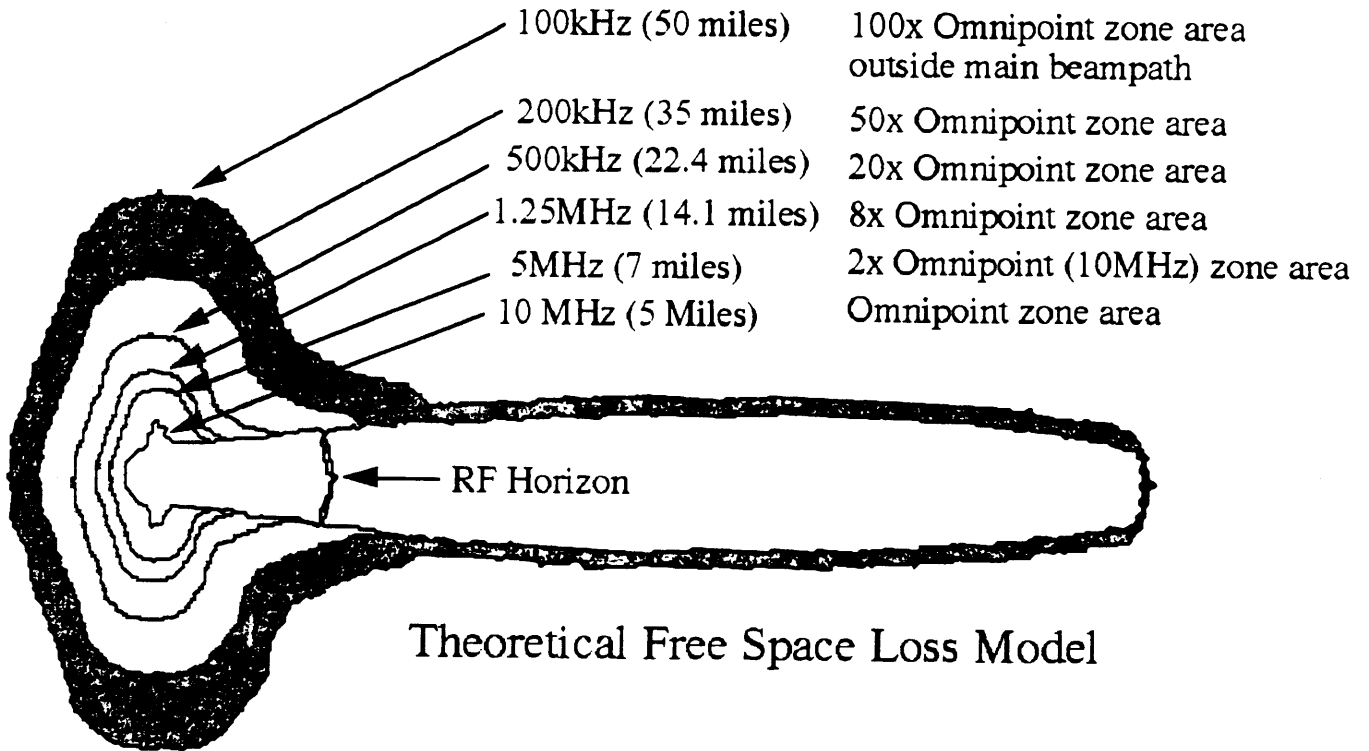 100kHz (50 miles) 100x Omnipoint zone area
outside main beampath
200kHz (35 miles) 50x Omnipoint zone area
500kHz (22.4 miles) 20x Omnipoint zone area
1.25MHz (14.1 miles) 8x Omnipoint zone area
5MHz (7 miles) 2x Omnipoint (10MHz) zone area
10 MHz (5 Miles) Omnipoint zone area
RF Horizon
Theoretical Free Space Loss Model